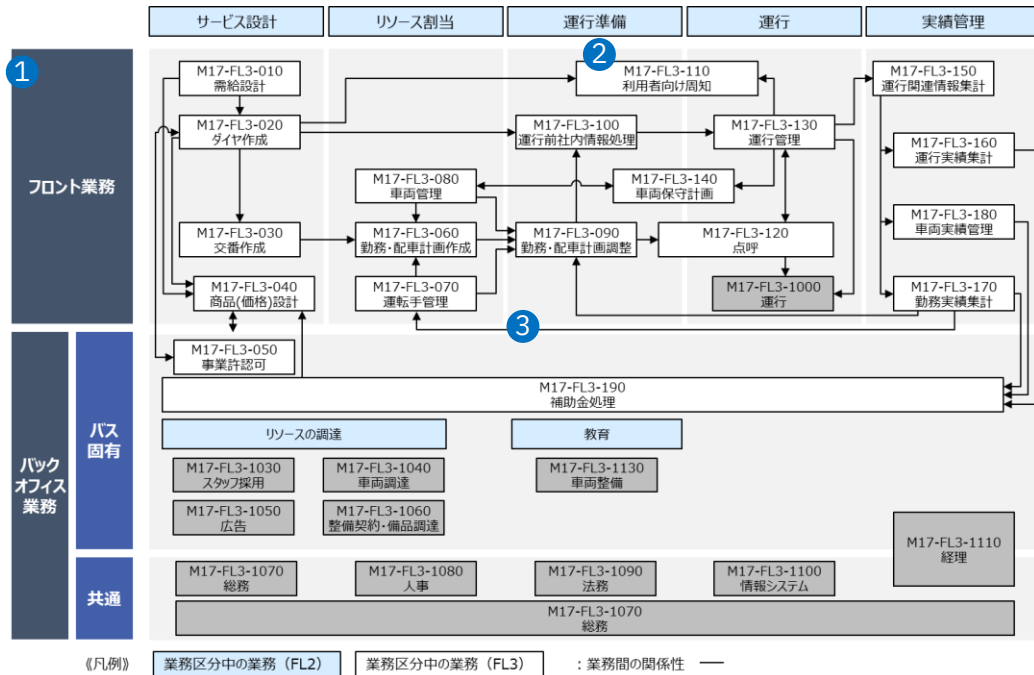 サービス設計
リソース割当
運行準備
運行
実績管理
1
2
M17-FL3-010
需給設計
M17-FL3-110
利用者向け周知
M17-FL3-150
運行関連情報集計
M17-FL3-020
ダイヤ作成
M17-FL3-100
運行前社内情報処理
M17-FL3-130
運行管理
M17-FL3-160
運行実績集計
フロント業務
M17-FL3-080
車両管理
M17-FL3-140
車両保守計画
M17-FL3-030
交番作成
M17-FL3-060
勤務・配車計画作成
M17-FL3-090
勤務・配車計画調整
M17-FL3-120
点呼
M17-FL3-180
車両実績管理
M17-FL3-040
商品(価格)設計
M17-FL3-070
運転手管理
M17-FL3-1000
運行
M17-FL3-170
勤務実績集計
3
M17-FL3-050
事業許認可
M17-FL3-190
補助金処理
バック
オフィス
業務
バス
固有
リソースの調達
教育
M17-FL3-1030
スタッフ採用
M17-FL3-1040
車両調達
M17-FL3-1130
車両整備
M17-FL3-1050
広告
M17-FL3-1060
整備契約・備品調達
M17-FL3-1110
経理
共通
M17-FL3-1070
総務
M17-FL3-1080
人事
M17-FL3-1090
法務
M17-FL3-1100
情報システム
M17-FL3-1070
総務
《凡例》
業務区分中の業務（FL2）
業務区分中の業務（FL3）
：業務間の関係性